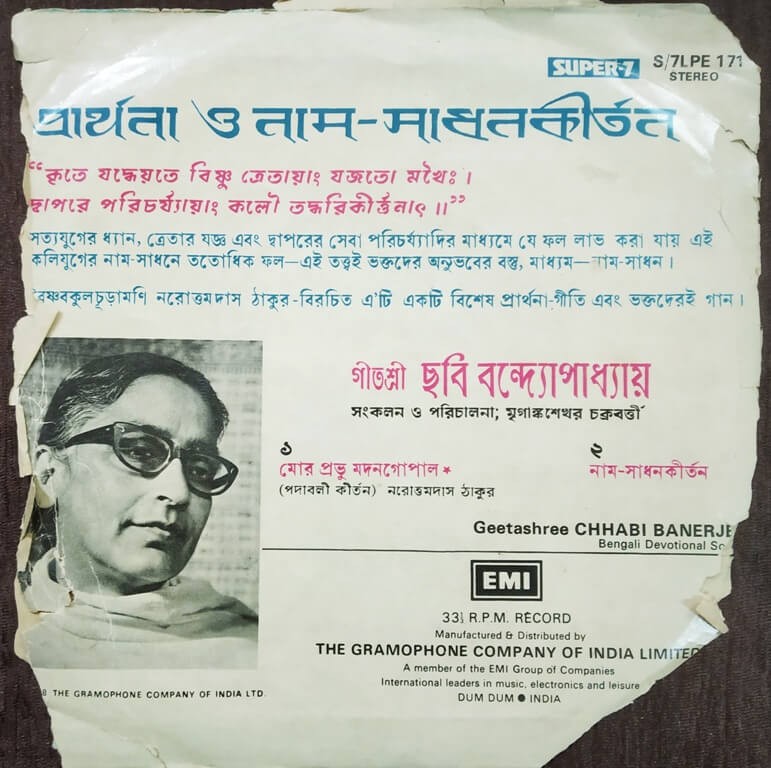 SUPER-7 S/7LPE 171
STEREO
প্রার্থনা ও নাম-সাধনকীর্তন
“কৃতে যদ্ধেয়তে বিষ্ণু ত্রেতায়াং যজতো মখৈঃ।
দ্বাপরে পরিচর্য্যায়াং কলৌ তদ্ধরিকীর্ত্তনাৎ॥”
সত্যযুগের ধ্যান, ত্রেতার যজ্ঞ এবং দ্বাপরের সেবা পরিচর্য্যাদির মাধ্যমে যে ফল লাভ করা যায় এই
কলিযুগের নাম-সাধনে ততোধিক ফল—এই তত্ত্বই ভক্তদের অনুভবের বস্তু, মাধ্যম—নাম-সাধন।
বৈষ্ণবকুলচূড়ামণি নরোত্তমদাস ঠাকুর-বিরচিত এ'টি একটি বিশেষ প্রার্থনা-গীতি এবং ভক্তদেরই গান।
গীতশ্রী ছবি বন্দ্যোপাধ্যায়
সংকলন ও পরিচালনা; মৃগাঙ্কশেখর চক্রবর্ত্তী
১
মোর প্রভু মদনগোপাল *
(পদাবলী কীর্তন) নরোত্তমদাস ঠাকুর
২
নাম-সাধনকীর্তন
Geetashree CHHABI BANERJE
Bengali Devotional So
EMI
33⅓ R.P.M. RECORD
Manufactured & Distributed by
THE GRAMOPHONE COMPANY OF INDIA LIMITED
A member of the EMI Group of Companies
International leaders in music, electronics and leisure
DUM DUM ● INDIA
8 THE GRAMOPHONE COMPANY OF INDIA LTD.